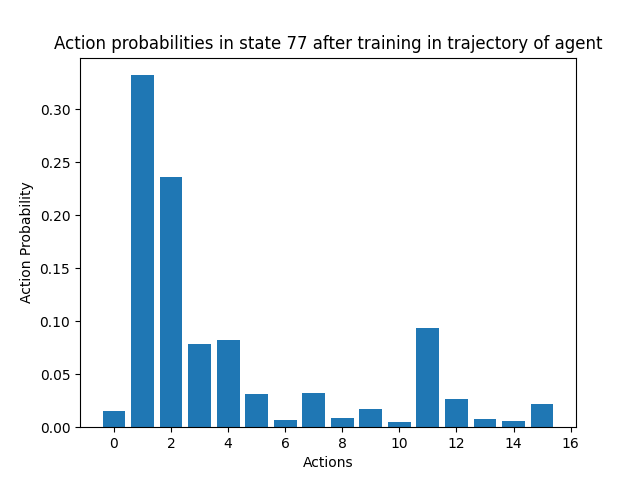 Action probabilities in state 77 after training in trajectory of agent
0.30
0.25
0.20
0.15
0.10
0.05
0.00
Action Probability
0 2 4 6 8 10 12 14 16
Actions